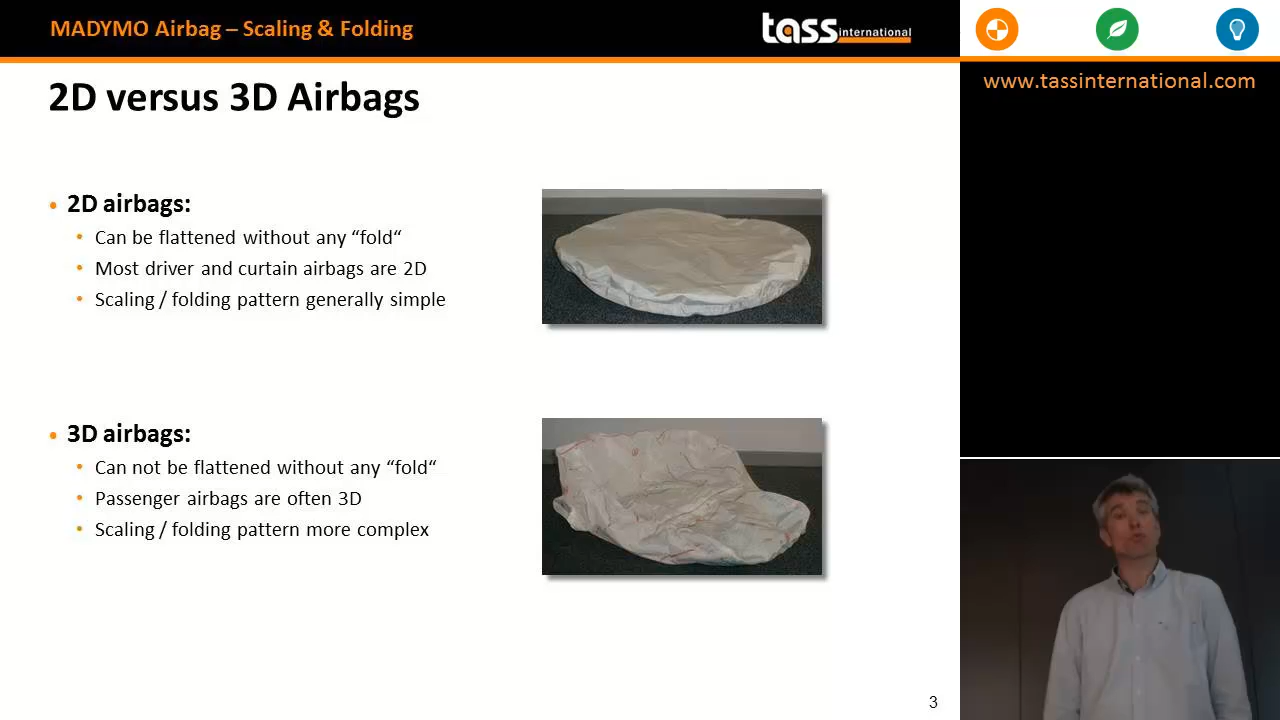 MADYMO Airbag – Scaling & Folding
tass international
www.tassinternational.com
2D versus 3D Airbags
• 2D airbags:
• Can be flattened without any “fold“
• Most driver and curtain airbags are 2D
• Scaling / folding pattern generally simple
• 3D airbags:
• Can not be flattened without any “fold“
• Passenger airbags are often 3D
• Scaling / folding pattern more complex
3